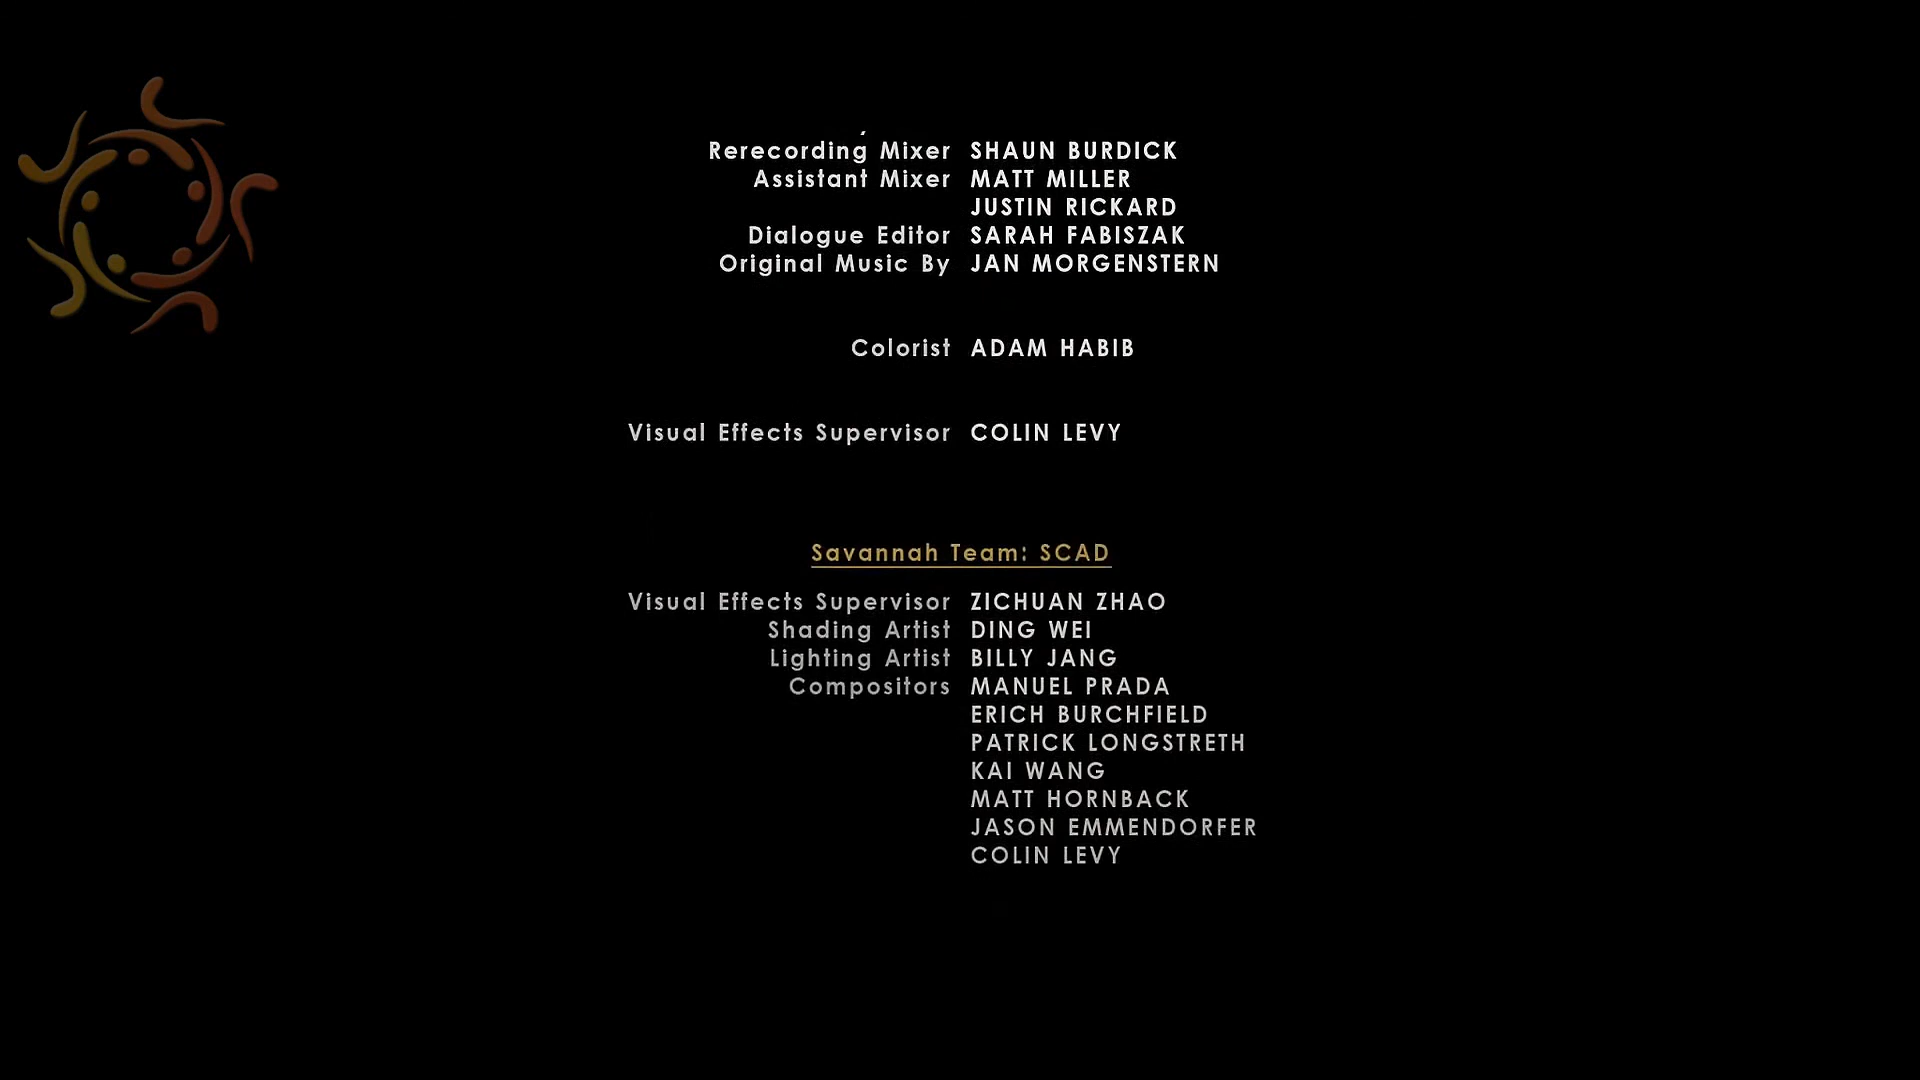 Rerecording Mixer SHAUN BURDICK
Assistant Mixer MATT MILLER
JUSTIN RICKARD
Dialogue Editor SARAH FABISZAK
Original Music By JAN MORGENSTERN
Colorist ADAM HABIB
Visual Effects Supervisor COLIN LEVY
Savannah Team: SCAD
Visual Effects Supervisor ZICHUAN ZHAO
Shading Artist DING WEI
Lighting Artist BILLY JANG
Compositors MANUEL PRADA
ERICH BURCHFIELD
PATRICK LONGSTRETH
KAI WANG
MATT HORNBACK
JASON EMMENDORFER
COLIN LEVY